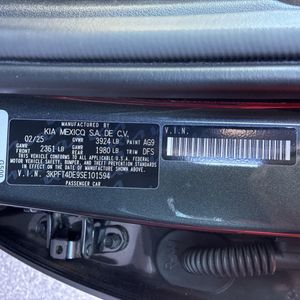 MANUFACTURED BY
KIA MEXICO S.A. DE C.V.
02/25 GVWR 3924 LB PAINT AG9
GAWR FRONT 2361 LB GAWR REAR 1980 LB TRIM DFS
THIS VEHICLE CONFORMS TO ALL APPLICABLE U.S. FEDERAL
MOTOR VEHICLE SAFETY, BUMPER, AND THEFT PREVENTION STANDARDS
IN EFFECT ON THE DATE OF MANUFACTURE SHOWN ABOVE.
V.I.N. 3KPFT4DE9SE101594
PASSENGER CAR
V.I.N.